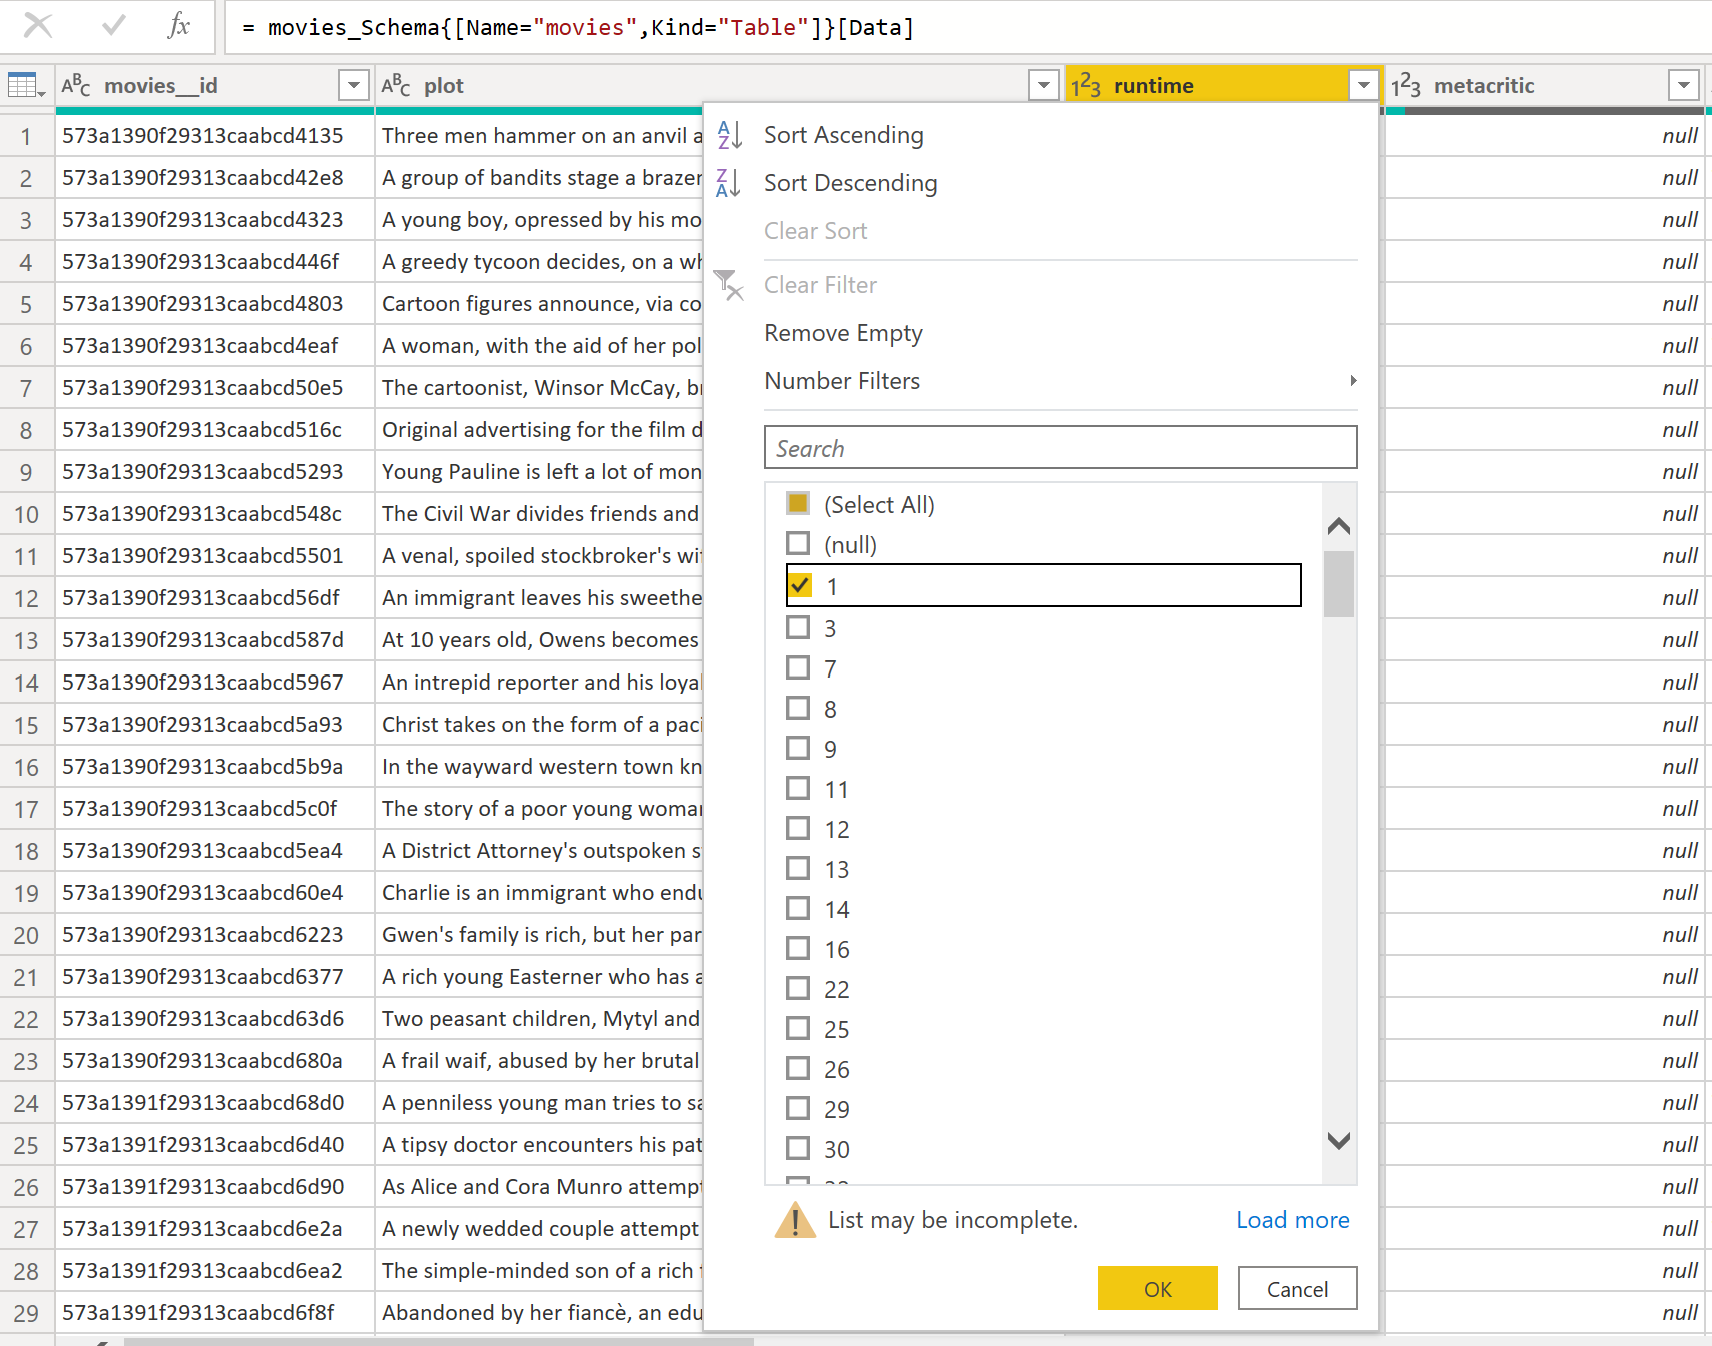 fx = movies_Schema{[Name="movies",Kind="Table"]}[Data]
ABC movies__id ABC plot 123 runtime 123 metacritic
1 573a1390f29313caabcd4135 Three men hammer on an anvil a null
2 573a1390f29313caabcd42e8 A group of bandits stage a brazer null
3 573a1390f29313caabcd4323 A young boy, opressed by his mo null
4 573a1390f29313caabcd446f A greedy tycoon decides, on a wh null
5 573a1390f29313caabcd4803 Cartoon figures announce, via co null
6 573a1390f29313caabcd4eaf A woman, with the aid of her pol null
7 573a1390f29313caabcd50e5 The cartoonist, Winsor McCay, br null
8 573a1390f29313caabcd516c Original advertising for the film d null
9 573a1390f29313caabcd5293 Young Pauline is left a lot of mon null
10 573a1390f29313caabcd548c The Civil War divides friends and null
11 573a1390f29313caabcd5501 A venal, spoiled stockbroker's wi null
12 573a1390f29313caabcd56df An immigrant leaves his sweethe null
13 573a1390f29313caabcd587d At 10 years old, Owens becomes null
14 573a1390f29313caabcd5967 An intrepid reporter and his loyal null
15 573a1390f29313caabcd5a93 Christ takes on the form of a paci null
16 573a1390f29313caabcd5b9a In the wayward western town kn null
17 573a1390f29313caabcd5c0f The story of a poor young woma null
18 573a1390f29313caabcd5ea4 A District Attorney's outspoken s null
19 573a1390f29313caabcd60e4 Charlie is an immigrant who endu null
20 573a1390f29313caabcd6223 Gwen's family is rich, but her par null
21 573a1390f29313caabcd6377 A rich young Easterner who has a null
22 573a1390f29313caabcd63d6 Two peasant children, Mytyl and null
23 573a1390f29313caabcd680a A frail waif, abused by her brutal null
24 573a1391f29313caabcd68d0 A penniless young man tries to sa null
25 573a1391f29313caabcd6d40 A tipsy doctor encounters his pat null
26 573a1391f29313caabcd6d90 As Alice and Cora Munro attempt null
27 573a1391f29313caabcd6e2a A newly wedded couple attempt null
28 573a1391f29313caabcd6ea2 The simple-minded son of a rich null
29 573a1391f29313caabcd6f8f Abandoned by her fiancè, an edu null
Sort Ascending
Sort Descending
Clear Sort
Clear Filter
Remove Empty
Number Filters
Search
(Select All)
(null)
1
3
7
8
9
11
12
13
14
16
22
25
26
29
30
List may be incomplete. Load more
OK Cancel